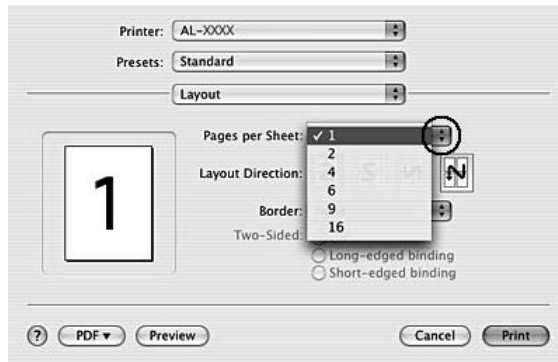 Printer: AL-XXXX
Presets: Standard
Layout
Pages per Sheet: ✓ 1
2
Layout Direction: 4
6
Border: 9
Two-Sided: 16
Long-edged binding
Short-edged binding
1
? PDF ▼ Preview Cancel Print